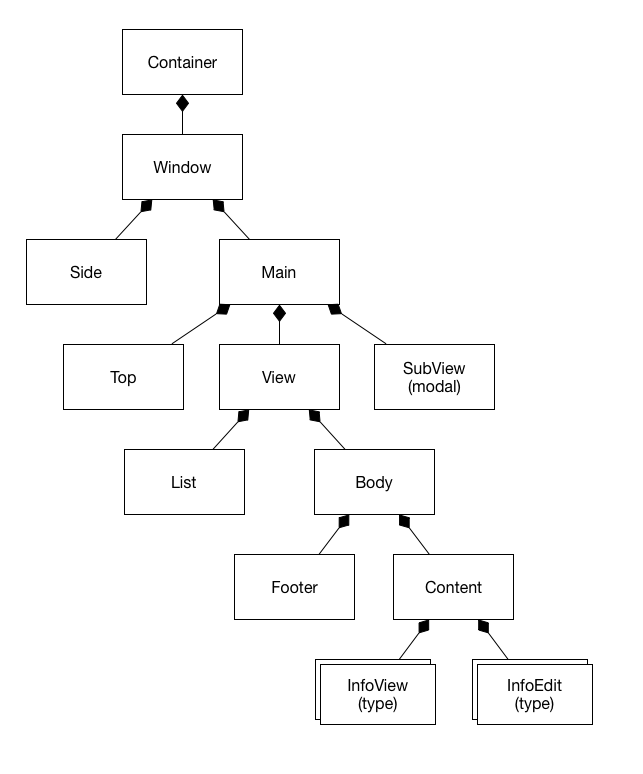 Container
Window
Side
Main
Top
View
SubView
(modal)
List
Body
Footer
Content
InfoView
(type)
InfoEdit
(type)